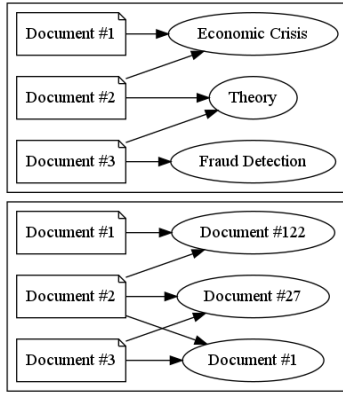 Document #1
Economic Crisis
Document #2
Theory
Document #3
Fraud Detection
Document #1
Document #122
Document #2
Document #27
Document #3
Document #1